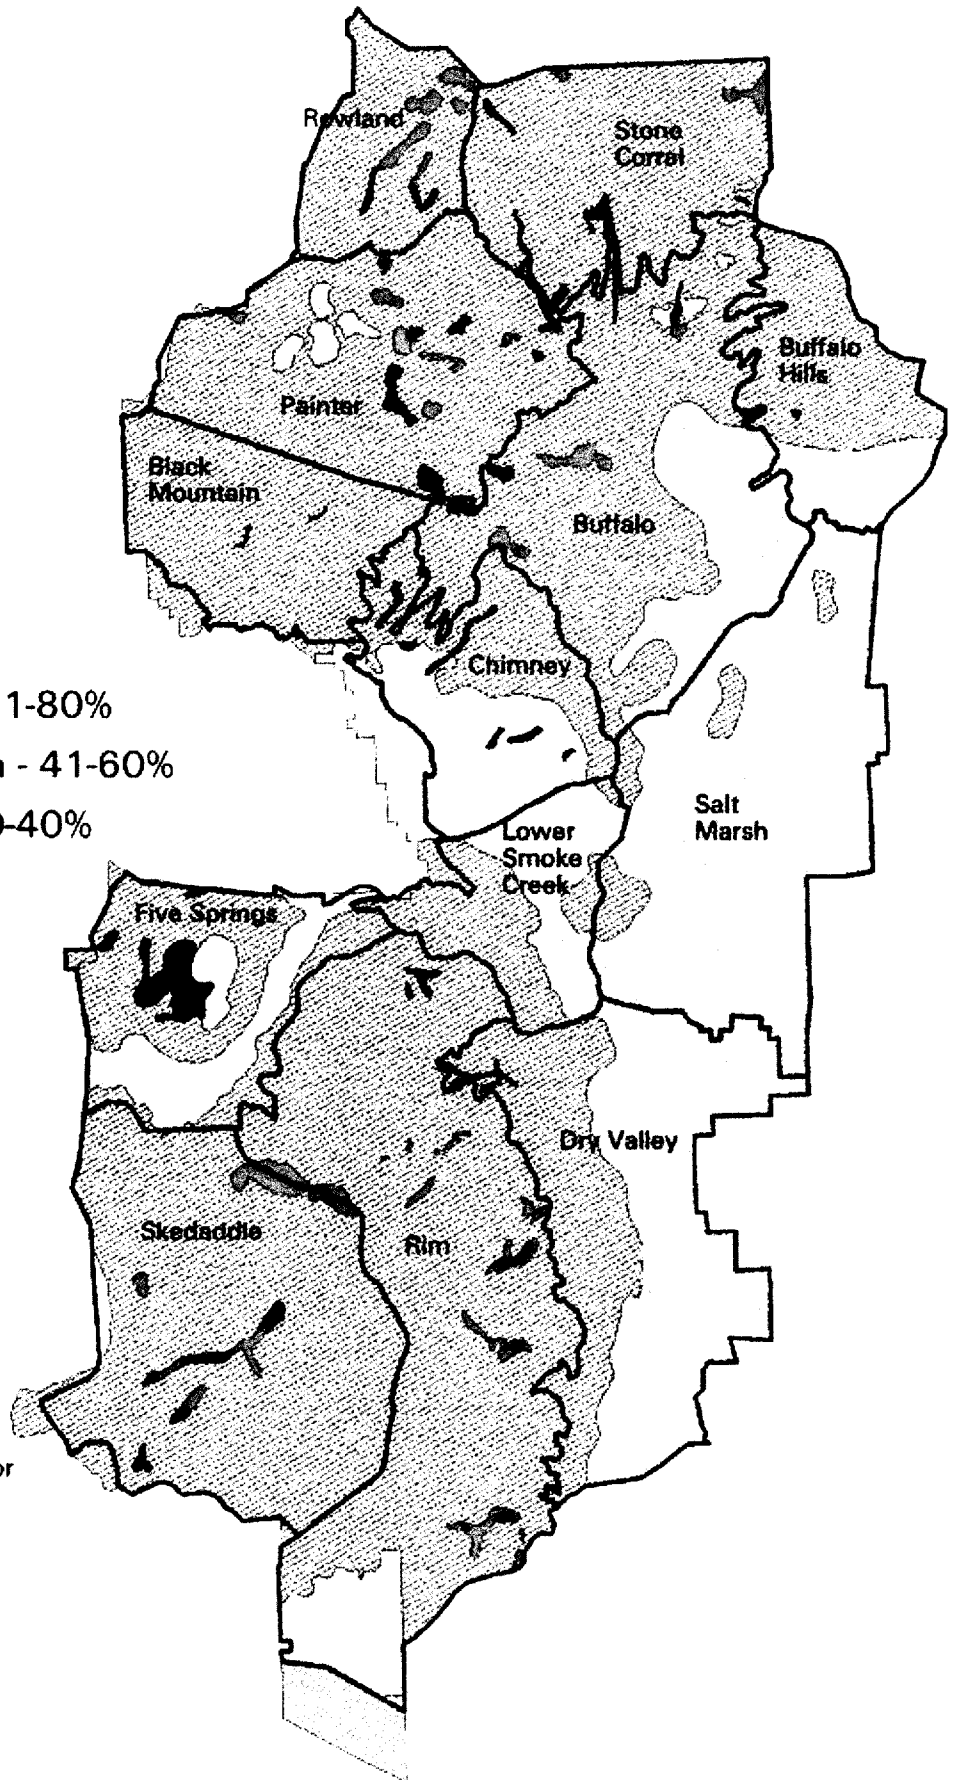 Rowland
Stone
Corral
Buffalo
Hills
Painter
Black
Mountain
Buffalo
Chimney
1-80%
- 41-60%
-40%
Salt
Marsh
Lower
Smoke
Creek
Five Springs
Dry Valley
Skedaddle
Rim
or